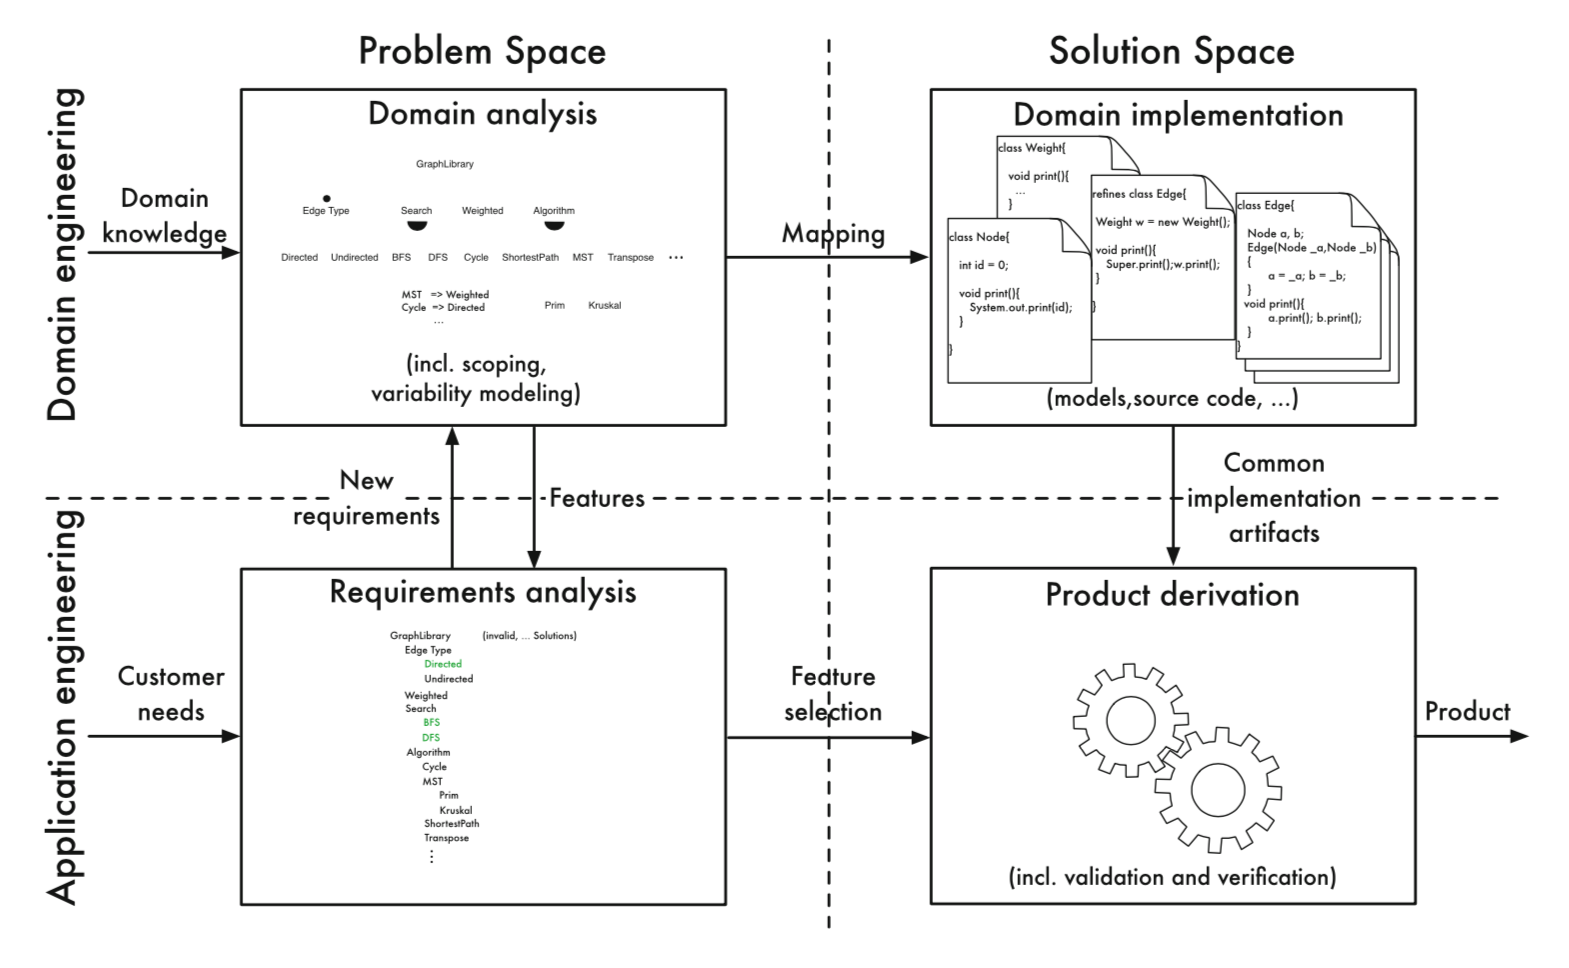 Problem Space
Solution Space
Domain engineering
Domain
knowledge
Domain analysis
GraphLibrary
Edge Type Search Weighted Algorithm
Directed Undirected BFS DFS Cycle ShortestPath MST Transpose ...
MST => Weighted
Cycle => Directed
...
Prim Kruskal
(incl. scoping,
variability modeling)
Mapping
Domain implementation
class Weight{
void print(){
...
}
refines class Edge{
Weight w = new Weight();
void print(){
Super.print();w.print();
}
}
class Node{
int id = 0;
void print(){
System.out.print(id);
}
}
class Edge{
Node a, b;
Edge(Node _a,Node _b)
{
a = _a; b = _b;
}
void print(){
a.print(); b.print();
}
}
(models,source code, ...)
New
requirements
Features
Common
implementation
artifacts
Application engineering
Customer
needs
Requirements analysis
GraphLibrary (invalid, ... Solutions)
Edge Type
Directed
Undirected
Weighted
Search
BFS
DFS
Algorithm
Cycle
MST
Prim
Kruskal
ShortestPath
Transpose
⋮
Feature
selection
Product derivation
(incl. validation and verification)
Product